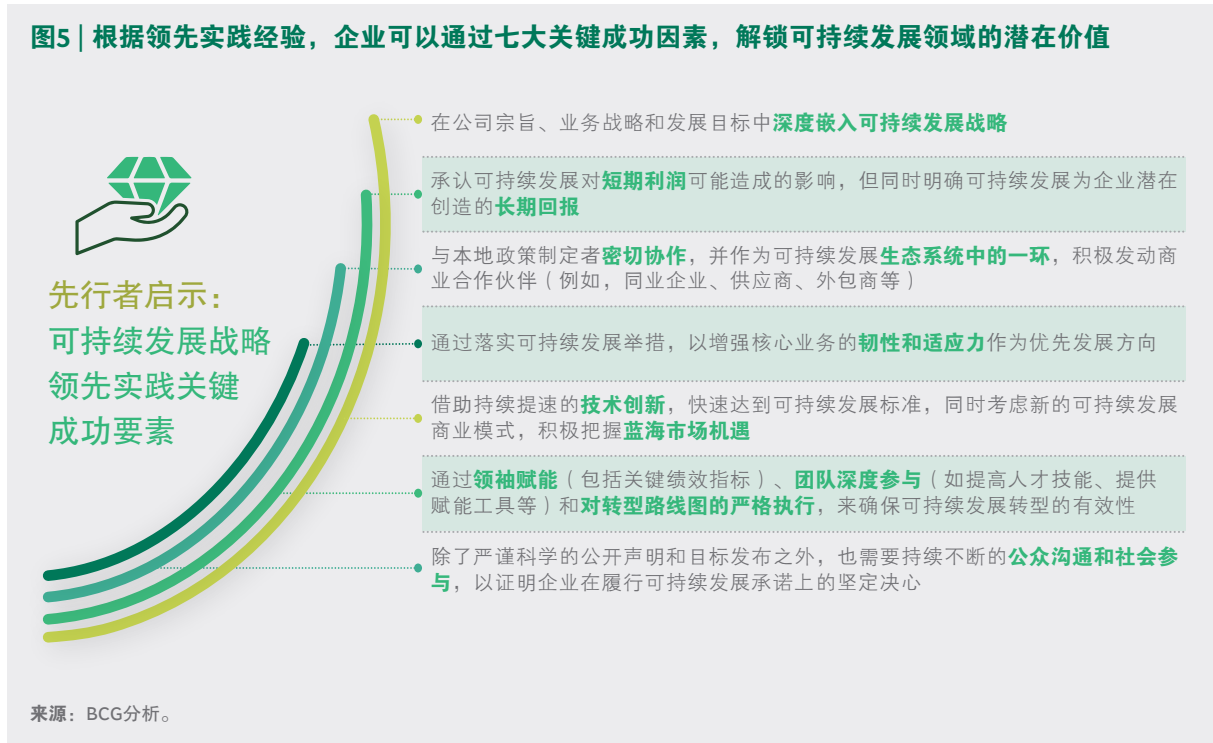 图5 | 根据领先实践经验，企业可以通过七大关键成功因素，解锁可持续发展领域的潜在价值
先行者启示：
可持续发展战略
领先实践关键
成功要素
在公司宗旨、业务战略和发展目标中深度嵌入可持续发展战略
承认可持续发展对短期利润可能造成的影响，但同时明确可持续发展为企业潜在
创造的长期回报
与本地政策制定者密切协作，并作为可持续发展生态系统中的一环，积极发动商
业合作伙伴（例如，同业企业、供应商、外包商等）
通过落实可持续发展举措，以增强核心业务的韧性和适应力作为优先发展方向
借助持续提速的技术创新，快速达到可持续发展标准，同时考虑新的可持续发展
商业模式，积极把握蓝海市场机遇
通过领袖赋能（包括关键绩效指标）、团队深度参与（如提高人才技能、提供
赋能工具等）和对转型路线图的严格执行，来确保可持续发展转型的有效性
除了严谨科学的公开声明和目标发布之外，也需要持续不断的公众沟通和社会参
与，以证明企业在履行可持续发展承诺上的坚定决心
来源：BCG分析。